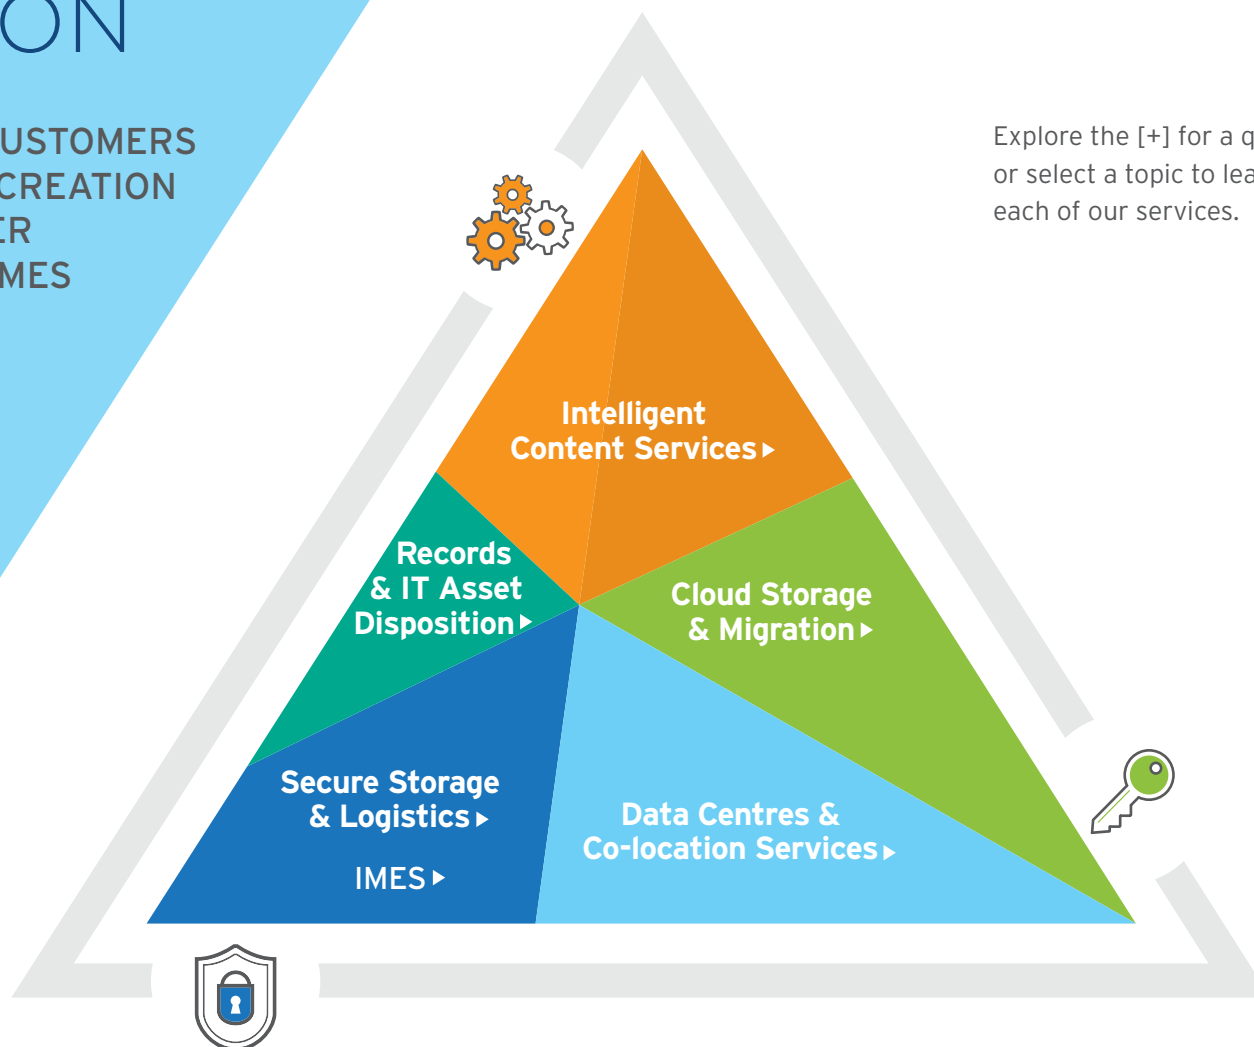 ON
USTOMERS
CREATION
ER
MES
Explore the [+] for a q
or select a topic to lea
each of our services.
Intelligent
Content Services
Records
& IT Asset
Disposition
Cloud Storage
& Migration
Secure Storage
& Logistics
IMES
Data Centres &
Co-location Services